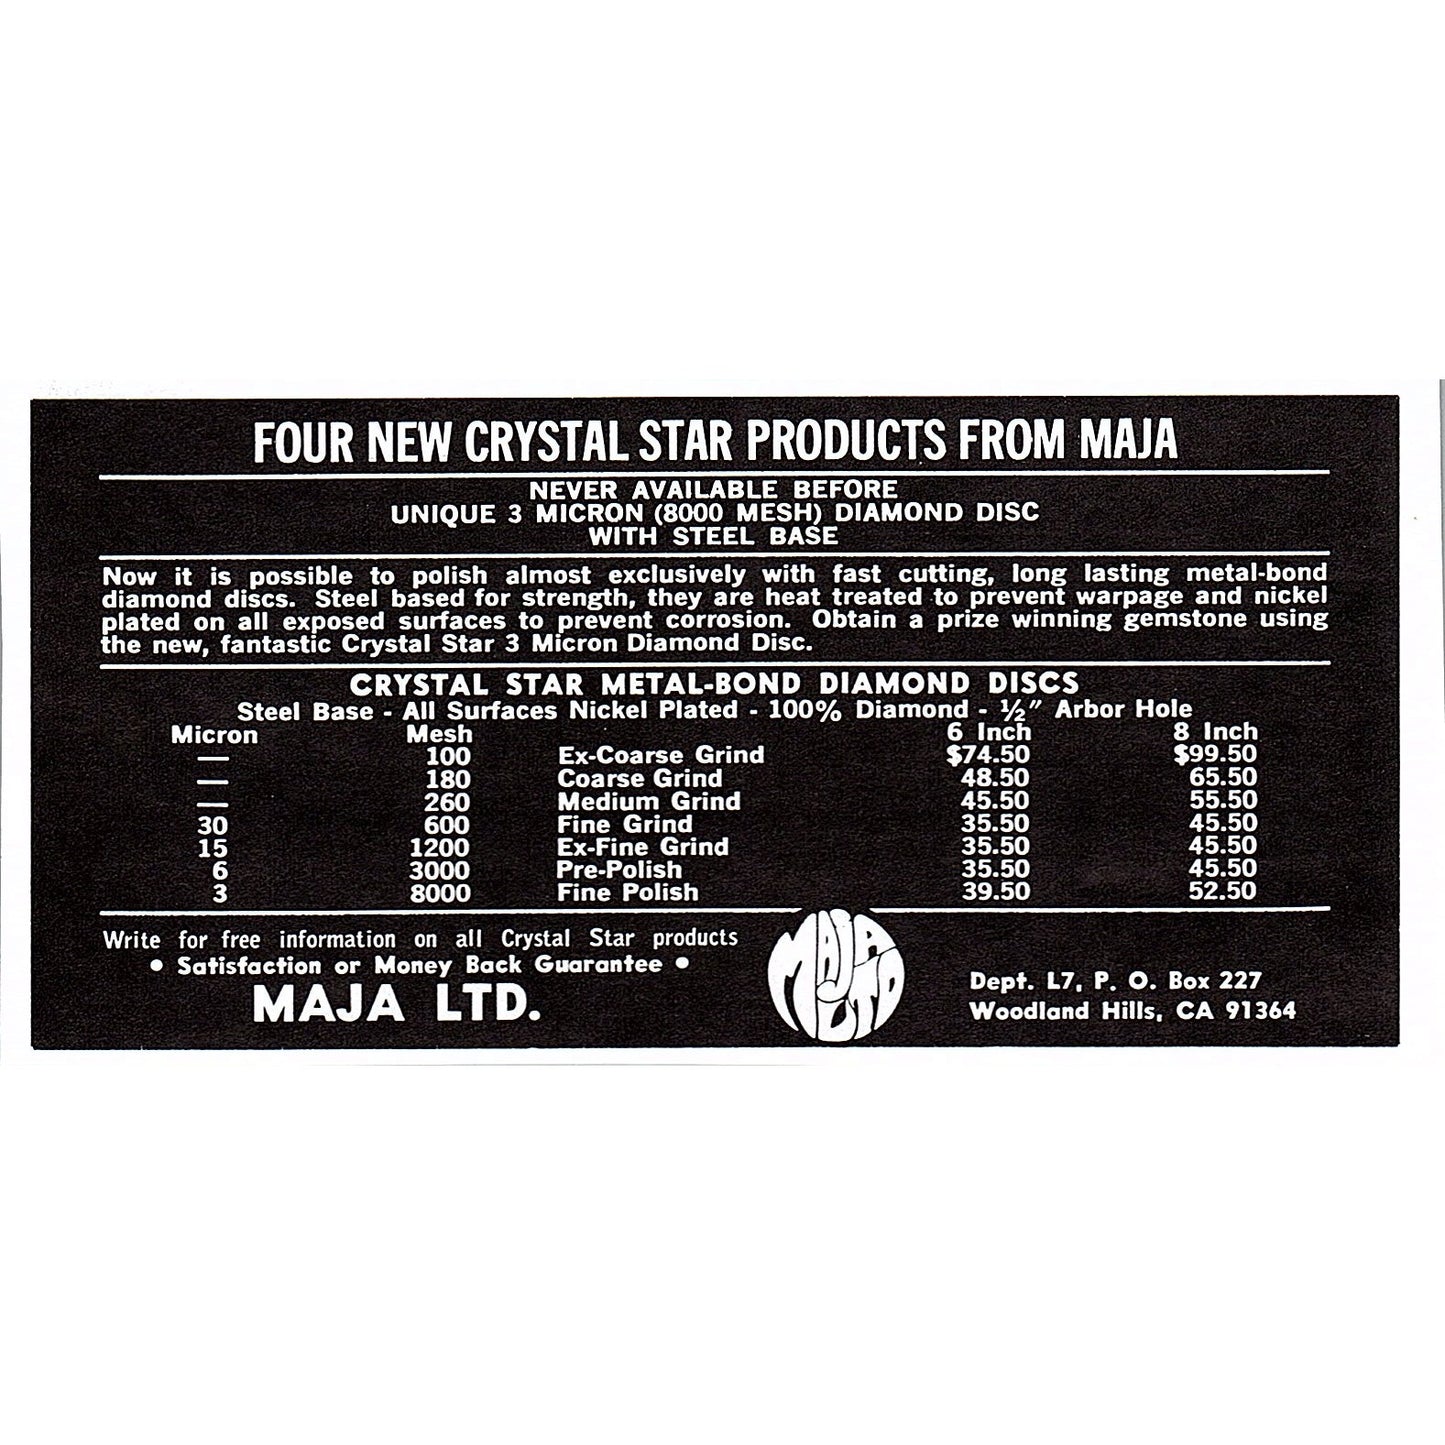 FOUR NEW CRYSTAL STAR PRODUCTS FROM MAJA
NEVER AVAILABLE BEFORE
UNIQUE 3 MICRON (8000 MESH) DIAMOND DISC
WITH STEEL BASE
Now it is possible to polish almost exclusively with fast cutting, long lasting metal-bond
diamond discs. Steel based for strength, they are heat treated to prevent warpage and nickel
plated on all exposed surfaces to prevent corrosion. Obtain a prize winning gemstone using
the new, fantastic Crystal Star 3 Micron Diamond Disc.
CRYSTAL STAR METAL-BOND DIAMOND DISCS
Steel Base - All Surfaces Nickel Plated - 100% Diamond - ½" Arbor Hole
Micron Mesh 6 Inch 8 Inch
— 100 Ex-Coarse Grind $74.50 $99.50
— 180 Coarse Grind 48.50 65.50
— 260 Medium Grind 45.50 55.50
30 600 Fine Grind 35.50 45.50
15 1200 Ex-Fine Grind 35.50 45.50
6 3000 Pre-Polish 35.50 45.50
3 8000 Fine Polish 39.50 52.50
Write for free information on all Crystal Star products
• Satisfaction or Money Back Guarantee •
MAJA LTD.
MAJA
LTD
Dept. L7, P. O. Box 227
Woodland Hills, CA 91364